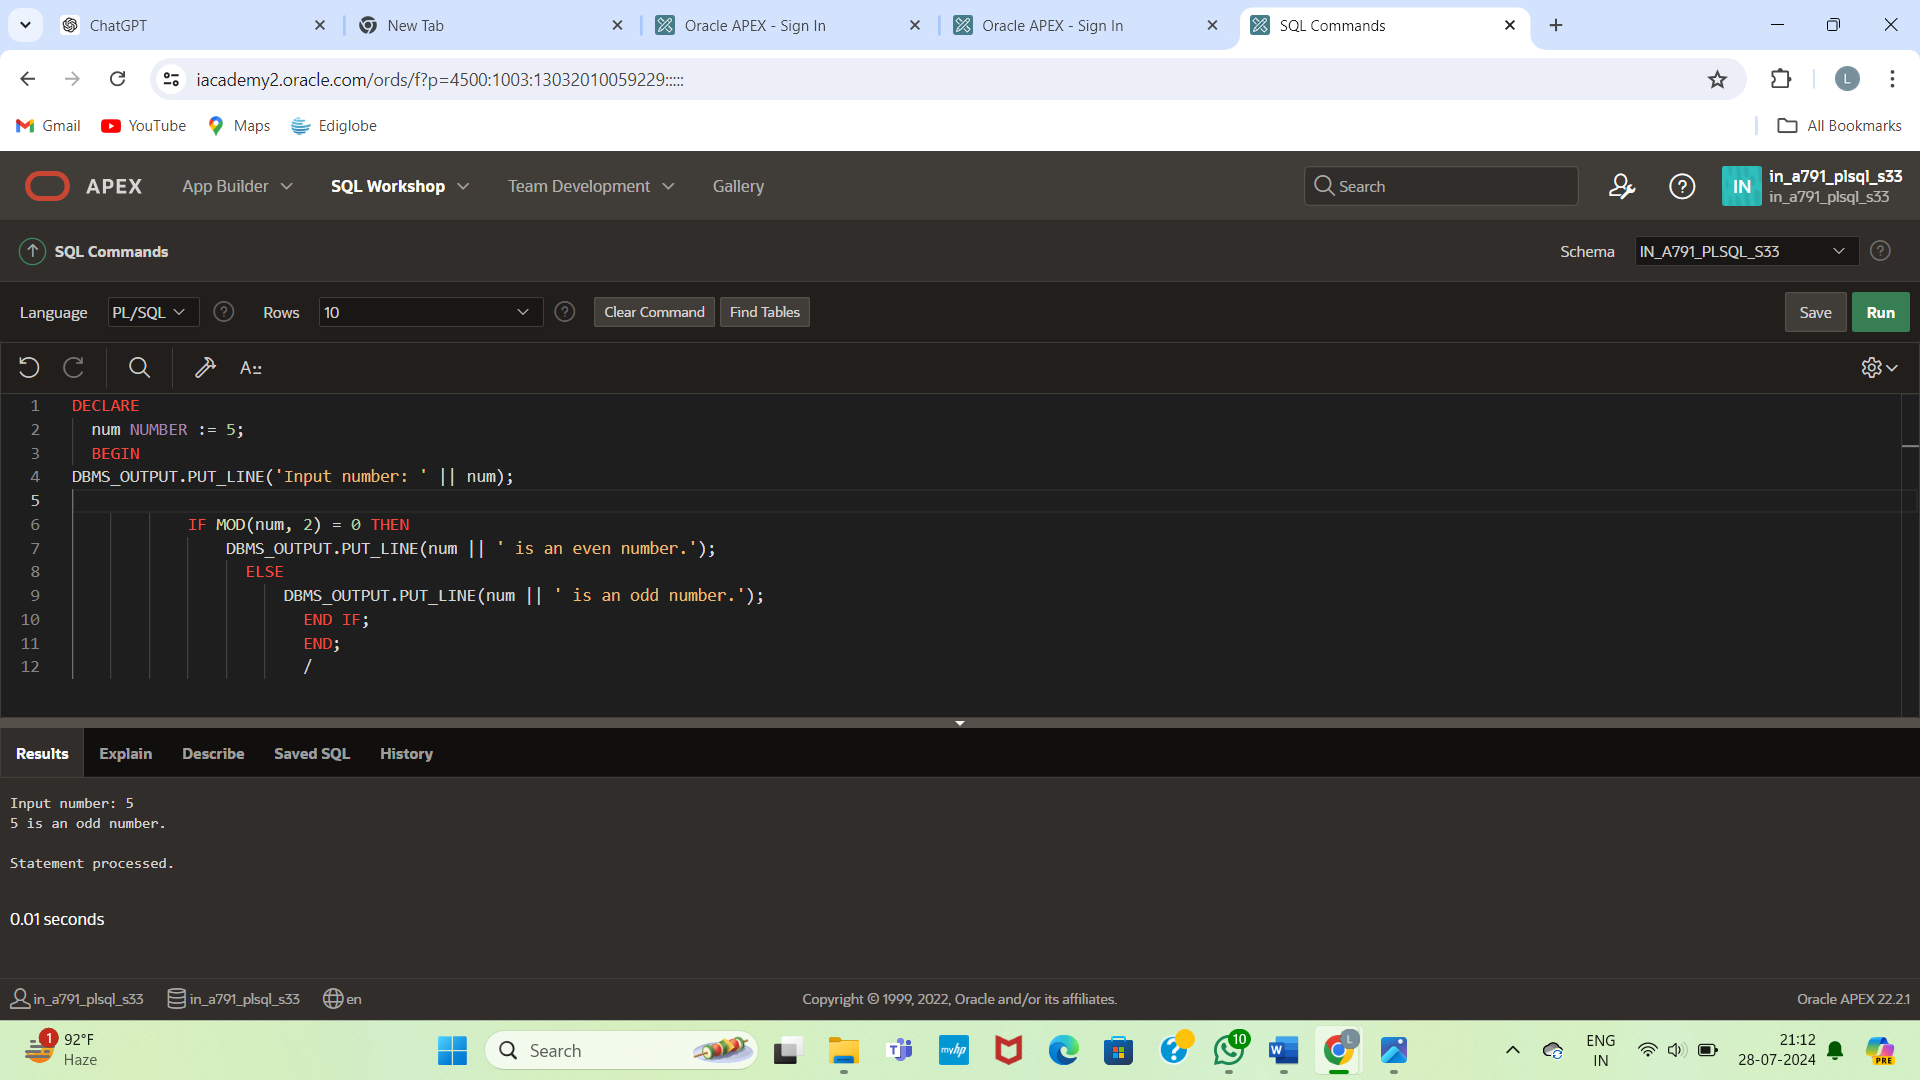 ChatGPT
New Tab
Oracle APEX - Sign In
Oracle APEX - Sign In
SQL Commands
iacademy2.oracle.com/ords/f?p=4500:1003:13032010059229:::::
L
Gmail
YouTube
Maps
Ediglobe
All Bookmarks
APEX
App Builder
SQL Workshop
Team Development
Gallery
Search
IN
in_a791_plsql_s33
in_a791_plsql_s33
SQL Commands
Schema
IN_A791_PLSQL_S33
Language
PL/SQL
Rows
10
Clear Command
Find Tables
Save
Run
A::
1 DECLARE
2 num NUMBER := 5;
3 BEGIN
4 DBMS_OUTPUT.PUT_LINE('Input number: ' || num);
5
6 IF MOD(num, 2) = 0 THEN
7 DBMS_OUTPUT.PUT_LINE(num || ' is an even number.');
8 ELSE
9 DBMS_OUTPUT.PUT_LINE(num || ' is an odd number.');
10 END IF;
11 END;
12 /
Results
Explain
Describe
Saved SQL
History
Input number: 5
5 is an odd number.
Statement processed.
0.01 seconds
in_a791_plsql_s33
in_a791_plsql_s33
en
Copyright © 1999, 2022, Oracle and/or its affiliates.
Oracle APEX 22.2.1
1
92°F
Haze
Search
myhp
10
L
ENG
IN
21:12
28-07-2024
PRE